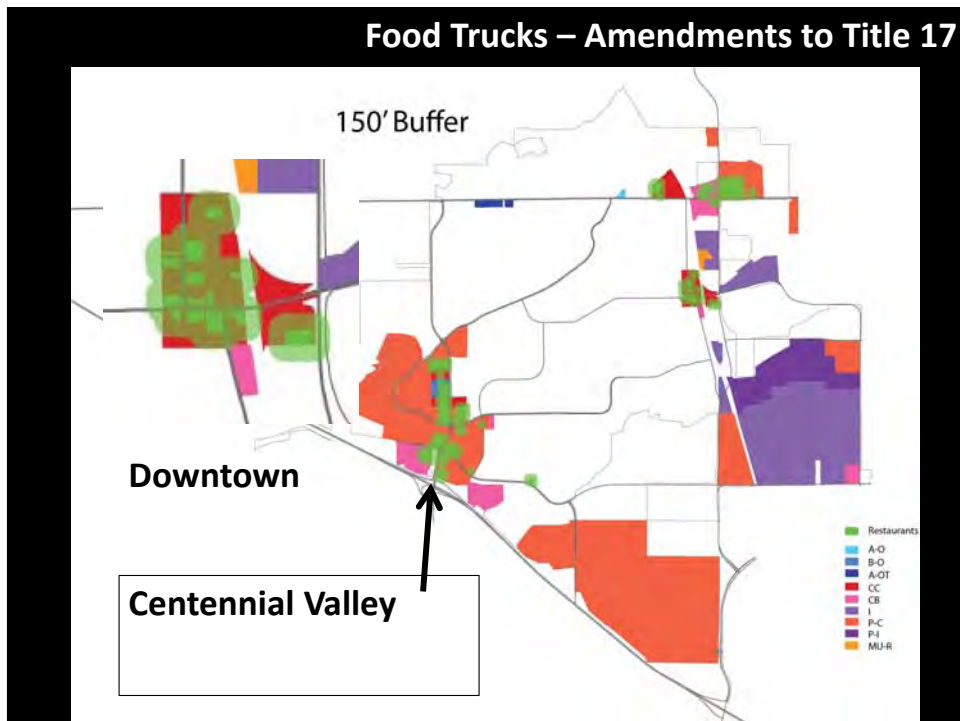 Food Trucks – Amendments to Title 17
150' Buffer
Downtown
Centennial Valley
Restaurants
A-O
B-O
A-OT
CC
CB
I
P-C
P-I
MU-R